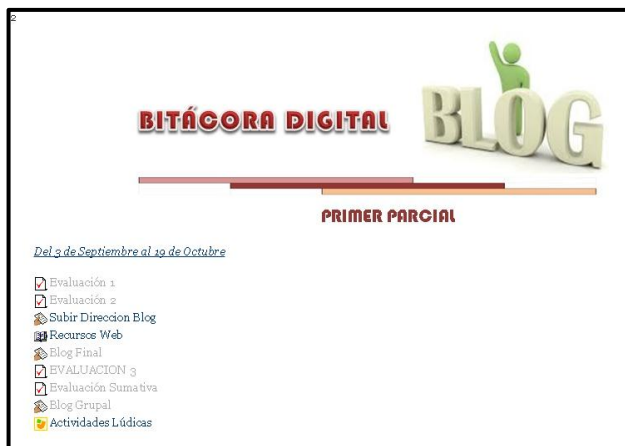 2
BITÁCORA DIGITAL
BLOG
PRIMER PARCIAL
Del 3 de Septiembre al 19 de Octubre
Evaluación 1
Evaluación 2
Subir Direccion Blog
Recursos Web
Blog Final
EVALUACION 3
Evaluación Sumativa
Blog Grupal
Actividades Lúdicas